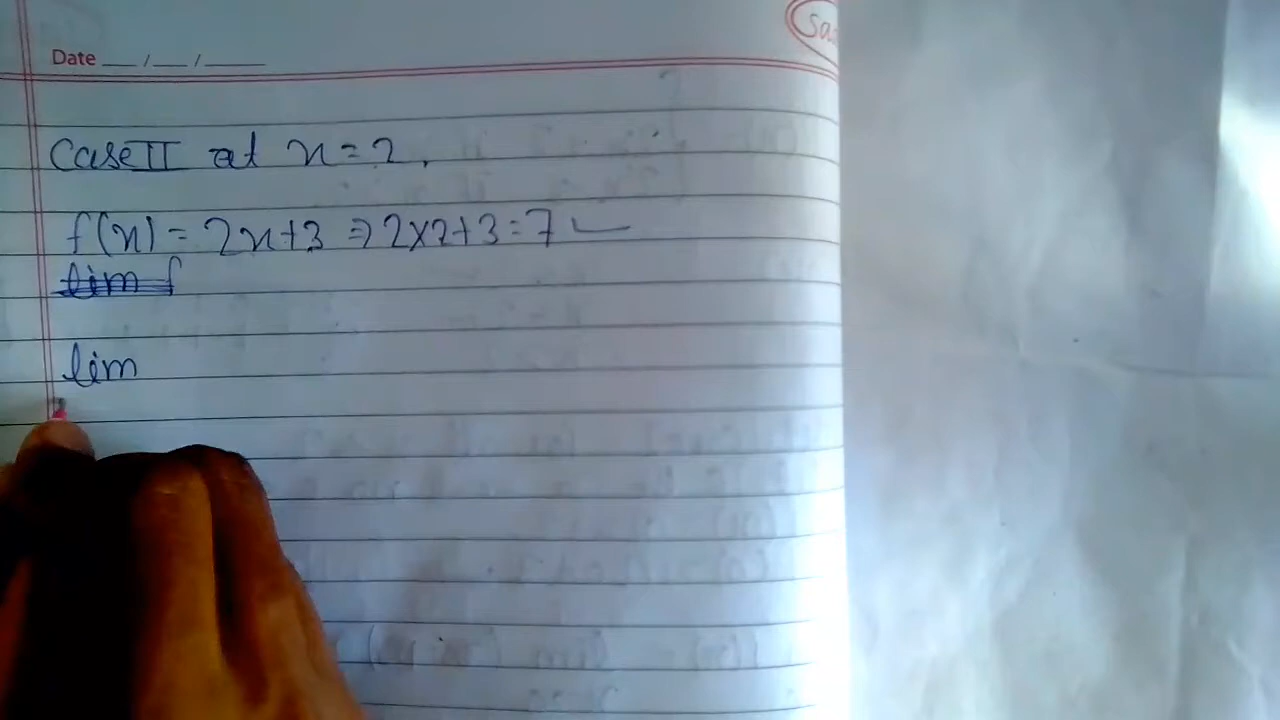 Date __ / __ / ____
Case II at x = 2,
f(x) = 2x+3 ⇒ 2×2+3 = 7
lim f
lim